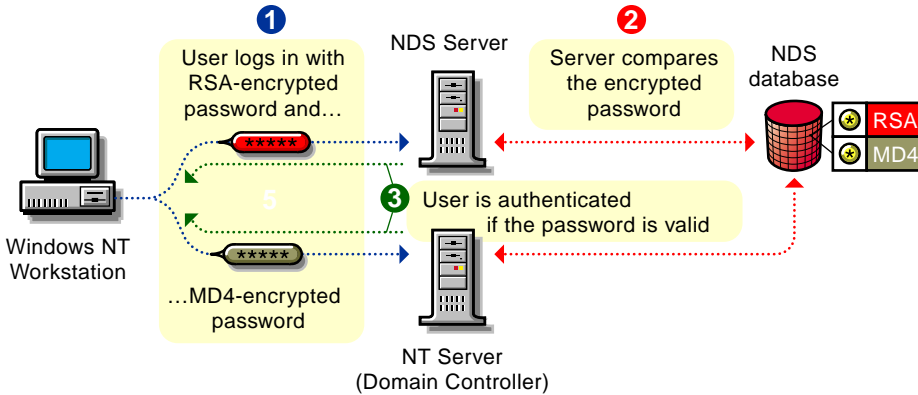 1
User logs in with
RSA-encrypted
password and…
*****
5
*****
…MD4-encrypted
password
Windows NT
Workstation
NDS Server
2
Server compares
the encrypted
password
NDS
database
* RSA
* MD4
3
User is authenticated
if the password is valid
NT Server
(Domain Controller)